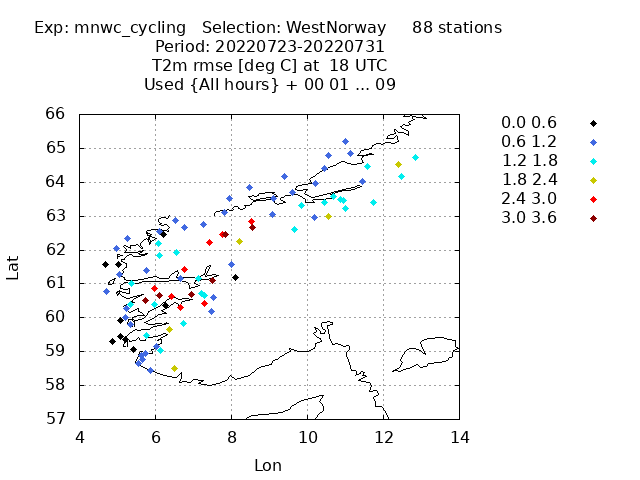 Exp: mnwc_cycling   Selection: WestNorway     88 stations
Period: 20220723-20220731
T2m rmse [deg C] at  18 UTC
Used {All hours} + 00 01 ... 09
66
65
64
63
62
61
60
59
58
57
Lat
4 6 8 10 12 14
Lon
0.0 0.6
0.6 1.2
1.2 1.8
1.8 2.4
2.4 3.0
3.0 3.6